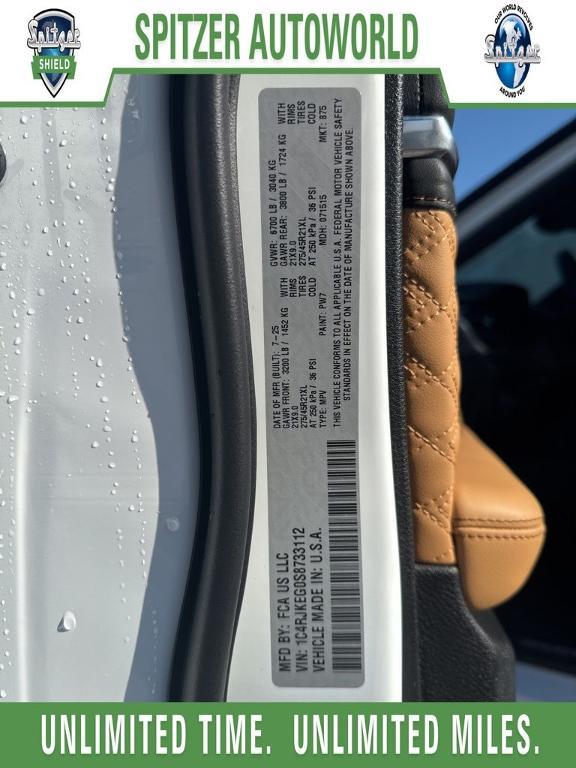 Spitzer
SHIELD
SPITZER AUTOWORLD
OUR WORLD REVOLVES
Spitzer
AROUND YOU
MFD BY: FCA US LLC
VIN: 1C4RJKEG0S8733112
VEHICLE MADE IN: U.S.A.
DATE OF MFR (BUILT): 7-25 GVWR: 6700 LB / 3040 KG
GAWR FRONT: 3200 LB / 1452 KG WITH GAWR REAR: 3800 LB / 1724 KG WITH
21X9.0 RIMS 21X9.0 RIMS
275/45R21XL TIRES 275/45R21XL TIRES
AT 250 kPa / 36 PSI COLD AT 250 kPa / 36 PSI COLD
TYPE: MPV PAINT: PW7 MDH: 071515 MKT: 875
THIS VEHICLE CONFORMS TO ALL APPLICABLE U.S.A. FEDERAL MOTOR VEHICLE SAFETY
STANDARDS IN EFFECT ON THE DATE OF MANUFACTURE SHOWN ABOVE.
UNLIMITED TIME. UNLIMITED MILES.